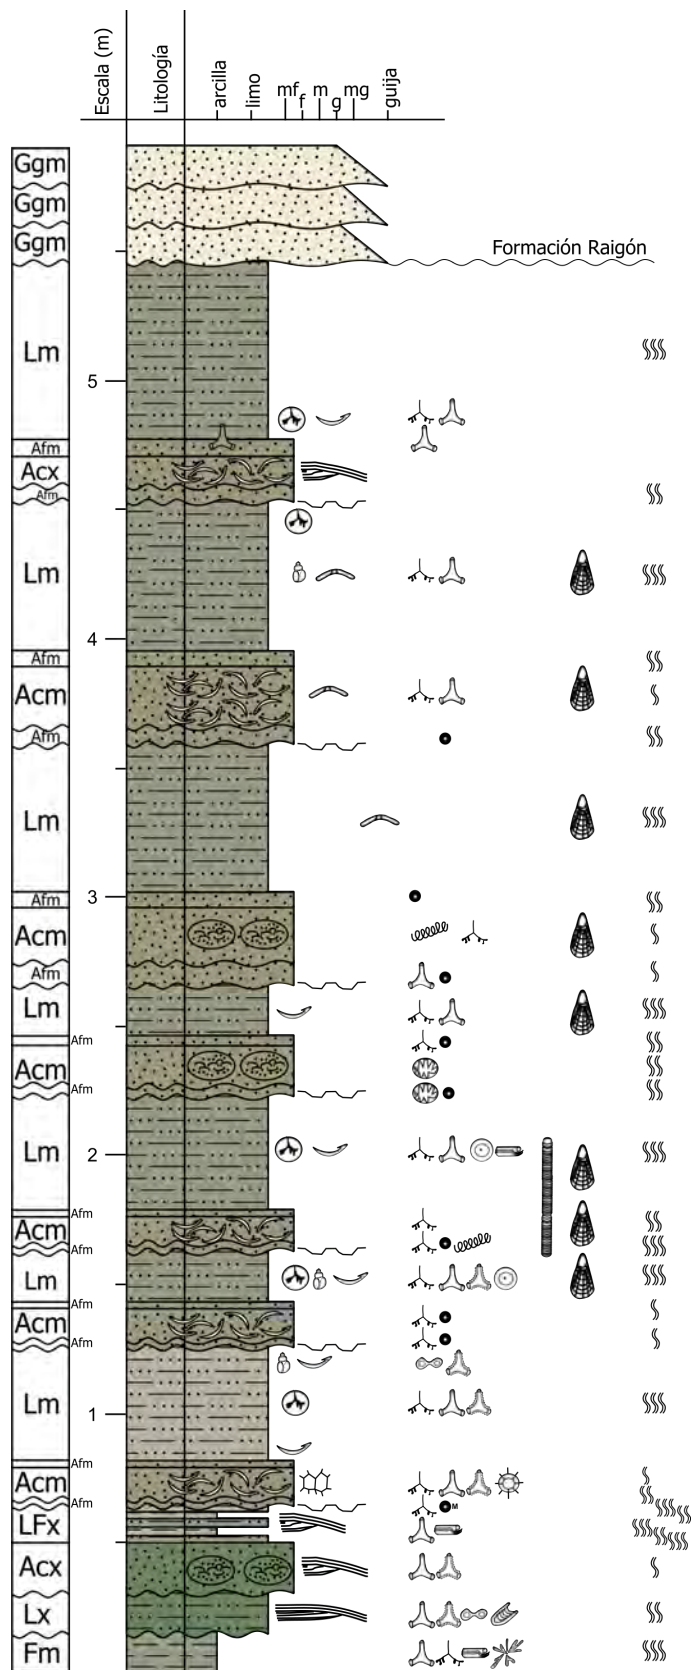 Escala (m)
Litología
arcilla
limo
mf
f
m
g
mg
guija
Ggm
Ggm
Ggm
Formación Raigón
Lm
5
Afm
Acx
Afm
Lm
4
Afm
Acm
Afm
Lm
3
Afm
Acm
Afm
Lm
Afm
Acm
Afm
Lm
2
Afm
Acm
Afm
Lm
Afm
Acm
Afm
Lm
1
Afm
Acm
Afm
M
LFx
Acx
Lx
Fm